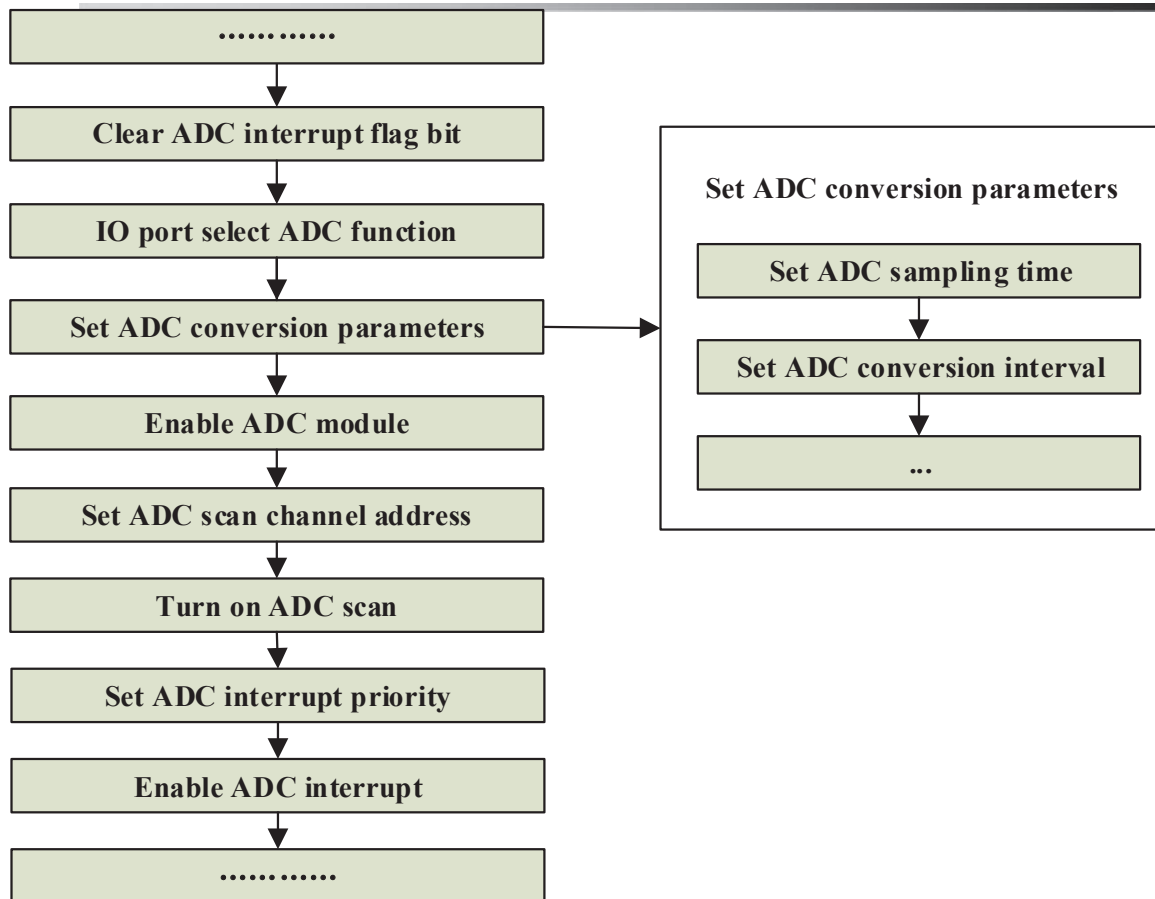 …………
Clear ADC interrupt flag bit
IO port select ADC function
Set ADC conversion parameters
Enable ADC module
Set ADC scan channel address
Turn on ADC scan
Set ADC interrupt priority
Enable ADC interrupt
…………
Set ADC conversion parameters
Set ADC sampling time
Set ADC conversion interval
...